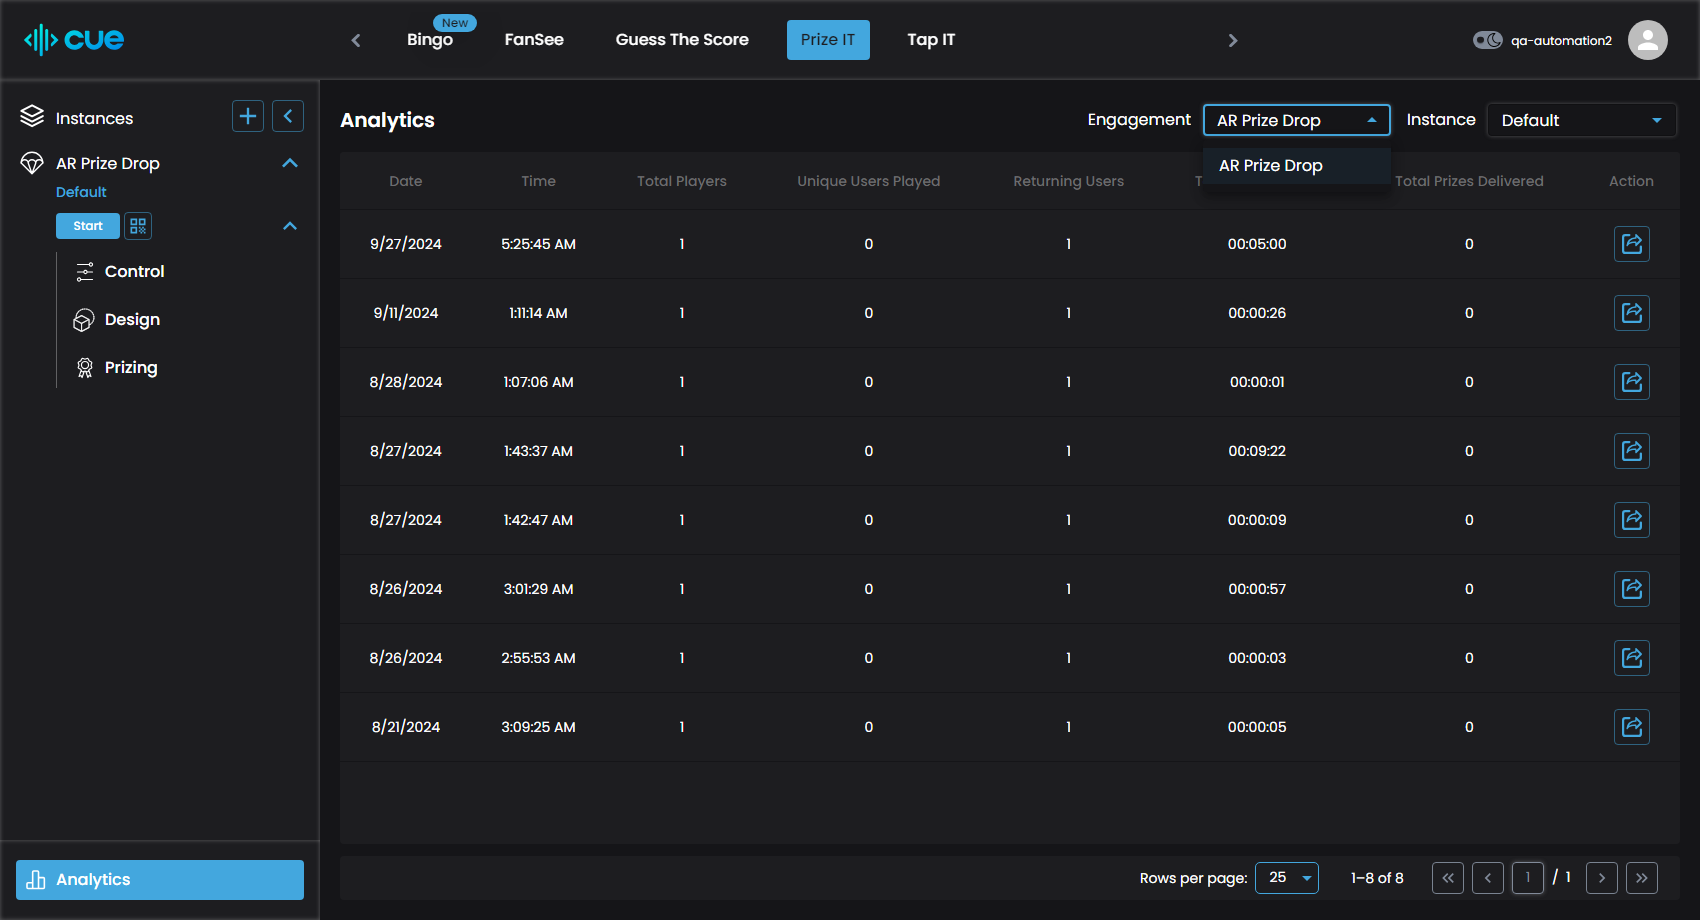 cue
New
Bingo FanSee Guess The Score Prize IT Tap IT
qa-automation2
Instances
AR Prize Drop
Default
Start
Control
Design
Prizing
Analytics
Analytics
Engagement AR Prize Drop Instance Default
AR Prize Drop
Date Time Total Players Unique Users Played Returning Users Total Prizes Delivered Action
9/27/2024 5:25:45 AM 1 0 1 00:05:00 0
9/11/2024 1:11:14 AM 1 0 1 00:00:26 0
8/28/2024 1:07:06 AM 1 0 1 00:00:01 0
8/27/2024 1:43:37 AM 1 0 1 00:09:22 0
8/27/2024 1:42:47 AM 1 0 1 00:00:09 0
8/26/2024 3:01:29 AM 1 0 1 00:00:57 0
8/26/2024 2:55:53 AM 1 0 1 00:00:03 0
8/21/2024 3:09:25 AM 1 0 1 00:00:05 0
Rows per page: 25 1–8 of 8 1 / 1